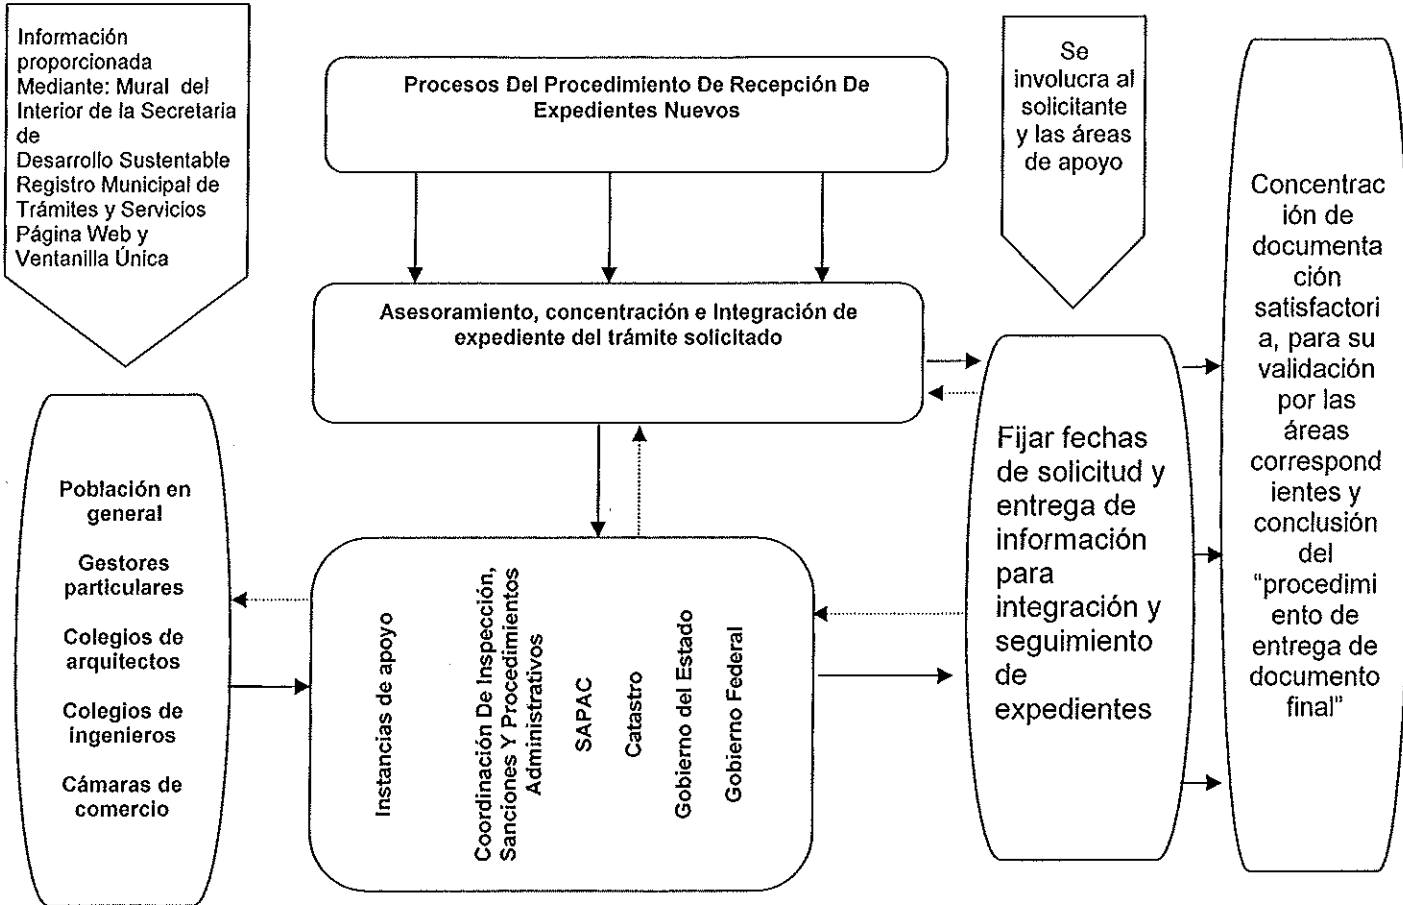 Información
proporcionada
Mediante: Mural del
Interior de la Secretaria
de
Desarrollo Sustentable
Registro Municipal de
Trámites y Servicios
Página Web y
Ventanilla Única
Procesos Del Procedimiento De Recepción De
Expedientes Nuevos
Se
involucra al
solicitante
y las áreas
de apoyo
Asesoramiento, concentración e Integración de
expediente del trámite solicitado
Población en
general
Gestores
particulares
Colegios de
arquitectos
Colegios de
ingenieros
Cámaras de
comercio
Instancias de apoyo
Coordinación De Inspección,
Sanciones Y Procedimientos
Administrativos
SAPAC
Catastro
Gobierno del Estado
Gobierno Federal
Fijar fechas
de solicitud y
entrega de
información
para
integración y
seguimiento
de
expedientes
Concentrac
ión de
documenta
ción
satisfactori
a, para su
validación
por las
áreas
correspond
ientes y
conclusión
del
“procedimi
ento de
entrega de
documento
final”